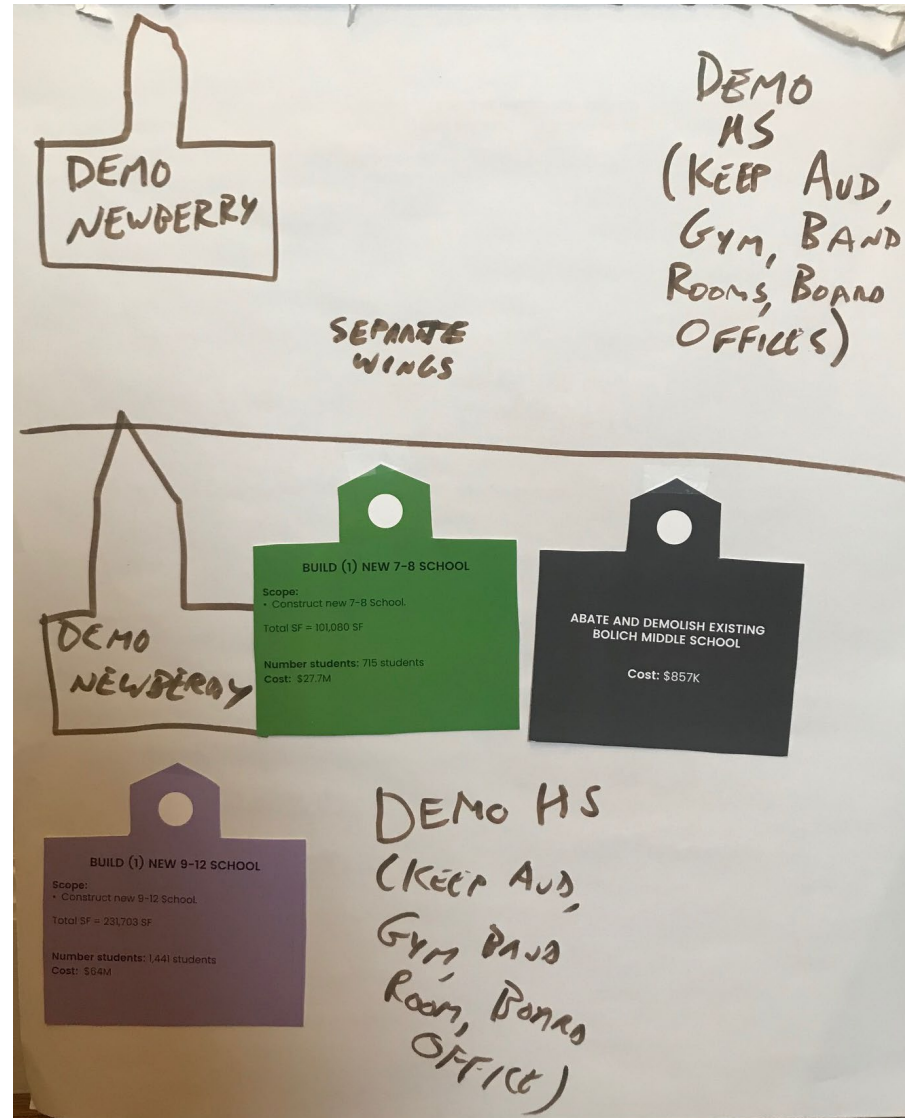 DEMO
NEWBERRY
DEMO
HS
(KEEP AUD,
GYM, BAND
ROOMS, BOARD
OFFICES)
SEPARATE
WINGS
DEMO
NEWBERRY
BUILD (1) NEW 7-8 SCHOOL
Scope:
• Construct new 7-8 School.
Total SF = 101,080 SF
Number students: 715 students
Cost: $27.7M
ABATE AND DEMOLISH EXISTING
BOLICH MIDDLE SCHOOL
Cost: $857K
BUILD (1) NEW 9-12 SCHOOL
Scope:
• Construct new 9-12 School.
Total SF = 231,703 SF
Number students: 1,441 students
Cost: $64M
DEMO HS
(KEEP AUD,
GYM, BAND
ROOM, BOARD
OFFICE)